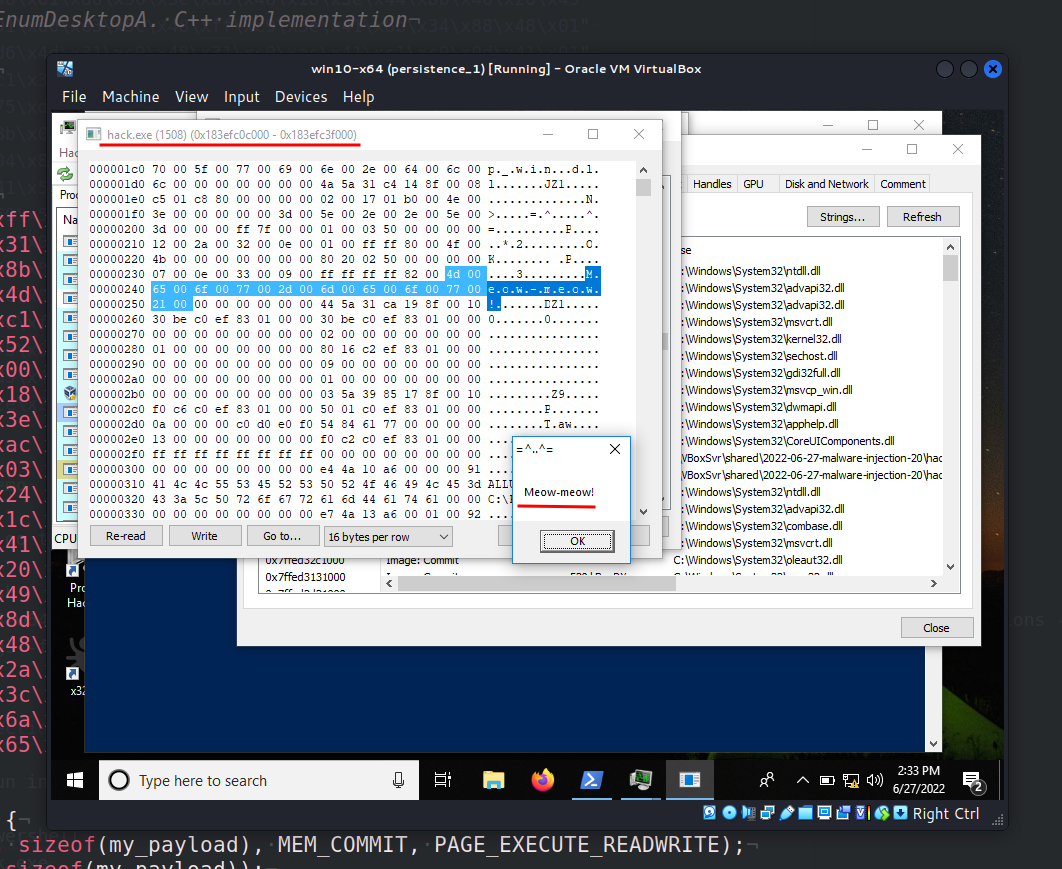 EnumDesktopA. C++ implementation¬
win10-x64 (persistence_1) [Running] - Oracle VM VirtualBox
File Machine View Input Devices Help
hack.exe (1508) (0x183efc0c000 - 0x183efc3f000)
000001c0 70 00 5f 00 77 00 69 00 6e 00 2e 00 64 00 6c 00 p._.w.i.n...d.l.
000001d0 6c 00 00 00 00 00 00 00 4a 5a 31 c4 14 8f 00 08 l.......JZ1.....
000001e0 c5 01 c8 80 00 00 00 00 02 00 17 01 b0 00 4e 00 ..............N.
000001f0 3e 00 00 00 00 00 3d 00 5e 00 2e 00 2e 00 5e 00 >.....=.^.....^.
00000200 3d 00 00 00 ff 7f 00 00 01 00 03 50 00 00 00 00 =..........P....
00000210 12 00 2a 00 32 00 0e 00 01 00 ff ff 80 00 4f 00 ..*.2.........O.
00000220 4b 00 00 00 00 00 00 00 80 20 02 50 00 00 00 00 K........ .P....
00000230 07 00 0e 00 33 00 09 00 ff ff ff ff 82 00 4d 00 ....3.........M.
00000240 65 00 6f 00 77 00 2d 00 6d 00 65 00 6f 00 77 00 e.o.w.-.m.e.o.w.
00000250 21 00 00 00 00 00 00 00 44 5a 31 ca 19 8f 00 10 !.......DZ1.....
00000260 30 be c0 ef 83 01 00 00 30 be c0 ef 83 01 00 00 0.......0.......
00000270 00 00 00 00 00 00 00 00 02 00 00 00 00 00 00 00 ................
00000280 01 00 00 00 00 00 00 00 80 16 c2 ef 83 01 00 00 ................
00000290 00 00 00 00 00 00 00 00 09 00 00 00 00 00 00 00 ................
000002a0 00 00 00 00 00 00 00 00 01 00 00 00 00 00 00 00 ................
000002b0 00 00 00 00 00 00 00 00 03 5a 39 85 17 8f 00 10 .........Z9.....
000002c0 f0 c6 c0 ef 83 01 00 00 50 01 c0 ef 83 01 00 00 ........P.......
000002d0 0a 00 00 00 c0 d0 e0 f0 54 84 61 77 00 00 00 00 ........T.aw....
000002e0 13 00 00 00 00 00 00 00 f0 c2 c0 ef 83 01 00 00
000002f0 ff ff ff ff ff ff ff ff 00 00 00 00 00 00 00 00
00000300 00 00 00 00 00 00 00 00 e4 4a 10 a6 00 00 00 91
00000310 41 4c 4c 55 53 45 52 53 50 52 4f 46 49 4c 45 3d ALLU
00000320 43 3a 5c 50 72 6f 67 72 61 6d 44 61 74 61 00 00 C:\
00000330 00 00 00 00 00 00 00 00 e7 4a 13 a6 00 01 00 92
Re-read Write Go to... 16 bytes per row
=^..^=
Meow-meow!
OK
Handles GPU Disk and Network Comment
Strings... Refresh
:\Windows\System32\ntdll.dll
:\Windows\System32\advapi32.dll
:\Windows\System32\advapi32.dll
:\Windows\System32\msvcrt.dll
:\Windows\System32\kernel32.dll
:\Windows\System32\sechost.dll
:\Windows\System32\gdi32full.dll
:\Windows\System32\msvcp_win.dll
:\Windows\System32\dwmapi.dll
:\Windows\System32\apphelp.dll
:\Windows\System32\CoreUIComponents.dll
VBoxSvr\shared\2022-06-27-malware-injection-20\hac
VBoxSvr\shared\2022-06-27-malware-injection-20\hac
:\Windows\System32\ntdll.dll
:\Windows\System32\advapi32.dll
:\Windows\System32\combase.dll
:\Windows\System32\msvcrt.dll
C:\Windows\System32\oleaut32.dll
0x7ffed32c1000 Image: Commit
0x7ffed3131000
Close
CPU
Type here to search
2:33 PM
6/27/2022
2
Right Ctrl
xff\
x31\
x8b\
x4d\
xc1\
x52\
x00\
x18\
x3e\
xac\
x03\
x24\
x1c\
x41\
x20\
x49\
x8d\
x48\
x2a\
x3c\
x6a\
x65\
{¬
sizeof(my_payload), MEM_COMMIT, PAGE_EXECUTE_READWRITE);¬
sizeof(my_payload));¬